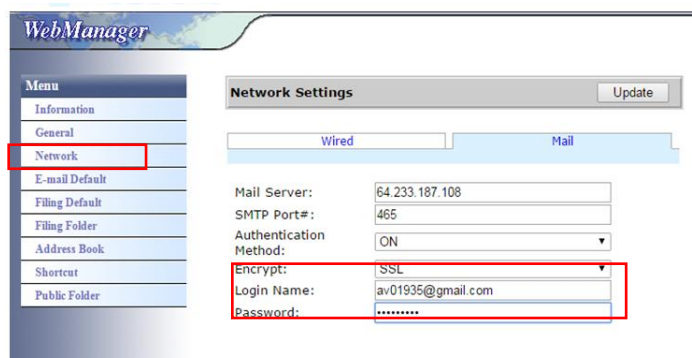 WebManager
Menu
Information
General
Network
E-mail Default
Filing Default
Filing Folder
Address Book
Shortcut
Public Folder
Network Settings
Update
Wired
Mail
Mail Server: 64.233.187.108
SMTP Port#: 465
Authentication
Method: ON
Encrypt: SSL
Login Name: av01935@gmail.com
Password: •••••••••